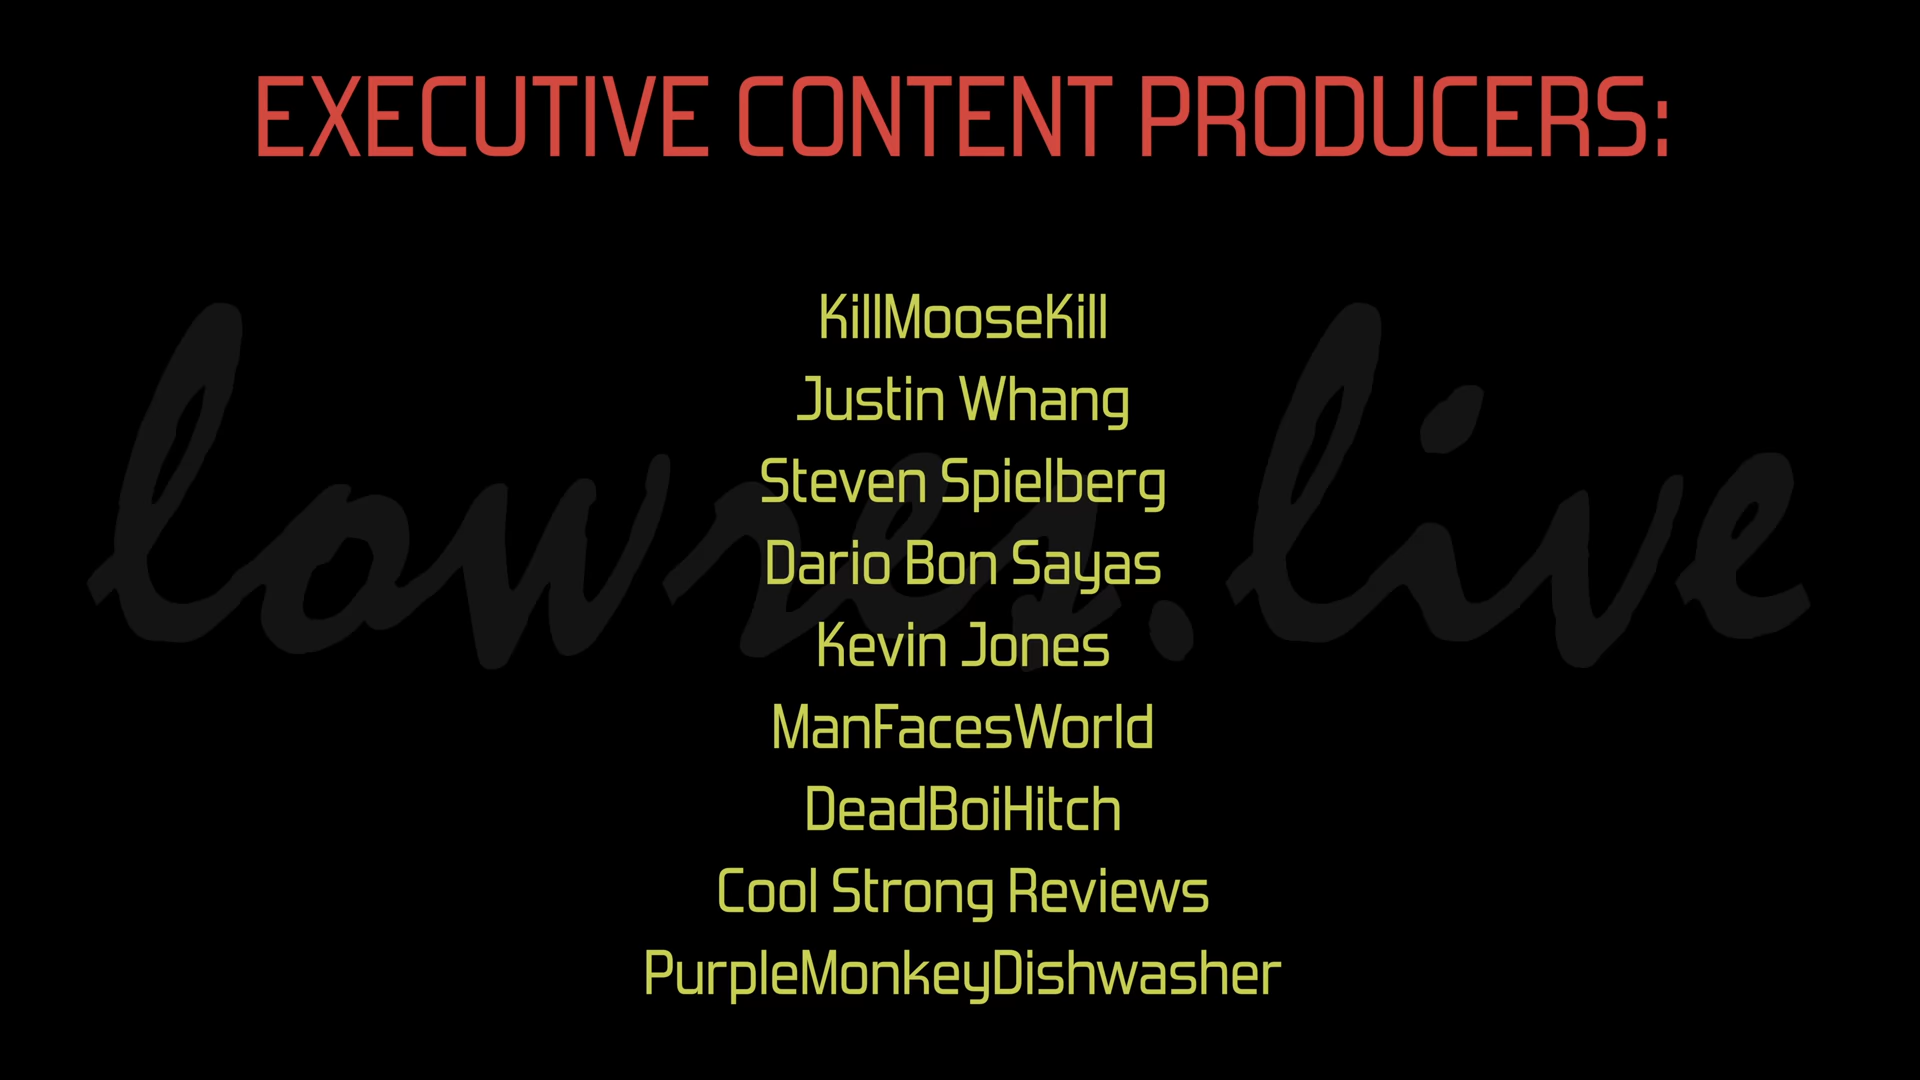 EXECUTIVE CONTENT PRODUCERS:
KillMooseKill
Justin Whang
Steven Spielberg
Dario Bon Sayas
Kevin Jones
ManFacesWorld
DeadBoiHitch
Cool Strong Reviews
PurpleMonkeyDishwasher
lowres.live